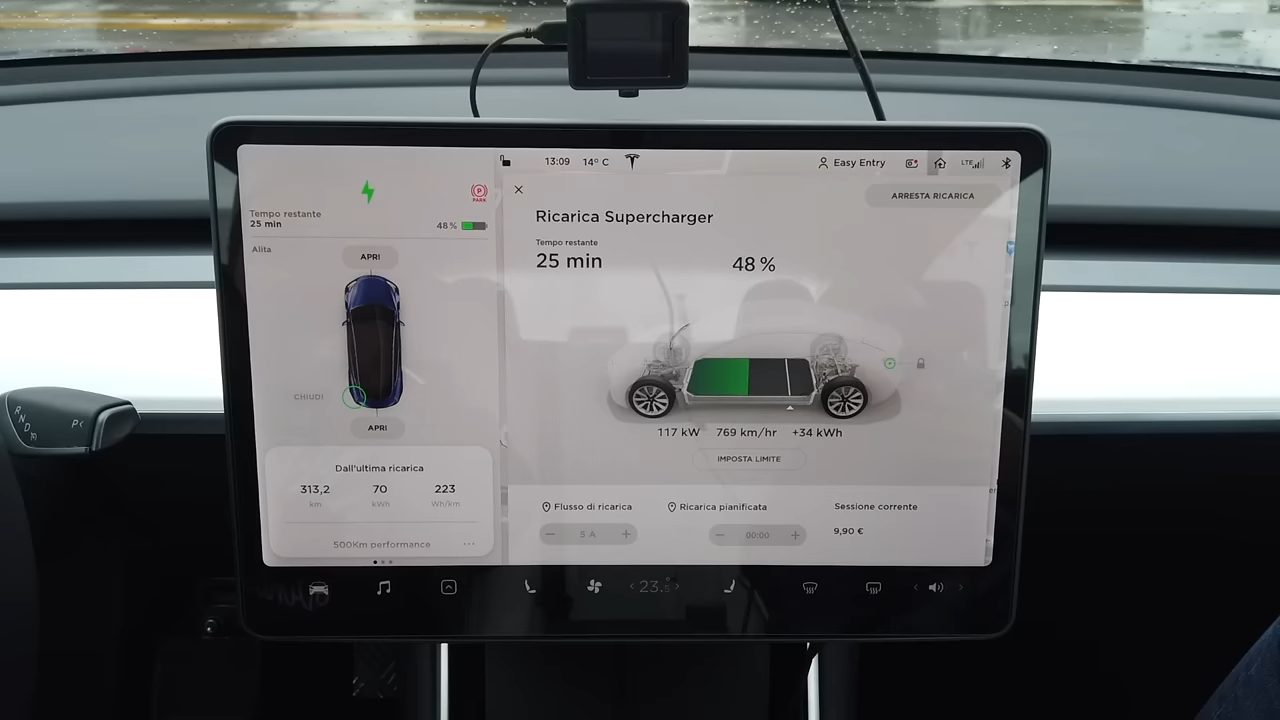 13:09 14° C Easy Entry LTE
Tempo restante
25 min
48 %
PARK
Alita
APRI
CHIUDI
APRI
Dall'ultima ricarica
313,2 70 223
km kWh Wh/km
500Km performance
ARRESTA RICARICA
Ricarica Supercharger
Tempo restante
25 min
48 %
117 kW 769 km/hr +34 kWh
IMPOSTA LIMITE
Flusso di ricarica
5 A
Ricarica pianificata
00:00
Sessione corrente
9,90 €
23.5
R
N
D
P